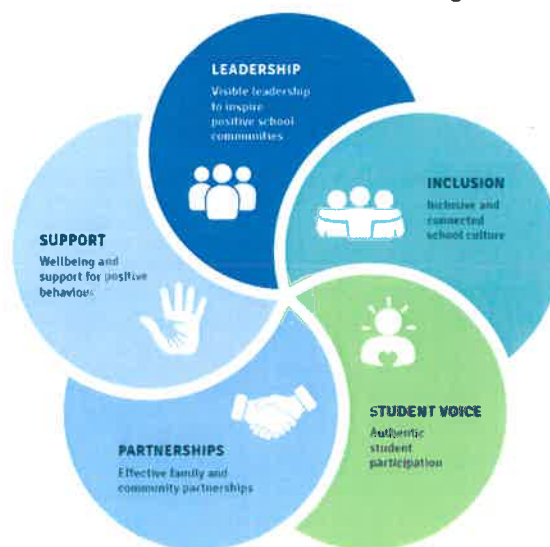 LEADERSHIP
Visible leadership
to inspire
positive school
communities
INCLUSION
Inclusive and
connected
school culture
STUDENT VOICE
Authentic
student
participation
PARTNERSHIPS
Effective family and
community partnerships
SUPPORT
Wellbeing and
support for positive
behaviour